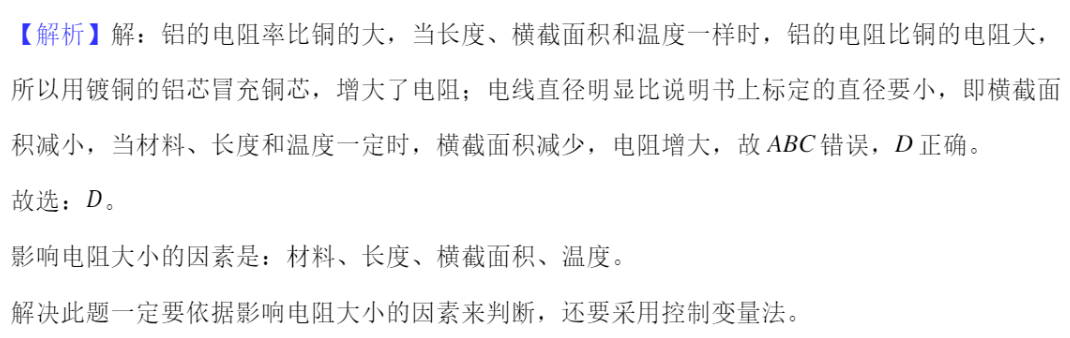 【解析】解：铝的电阻率比铜的大，当长度、横截面积和温度一样时，铝的电阻比铜的电阻大，
所以用镀铜的铝芯冒充铜芯，增大了电阻；电线直径明显比说明书上标定的直径要小，即横截面
积减小，当材料、长度和温度一定时，横截面积减少，电阻增大，故ABC错误，D正确。
故选：D。
影响电阻大小的因素是：材料、长度、横截面积、温度。
解决此题一定要依据影响电阻大小的因素来判断，还要采用控制变量法。